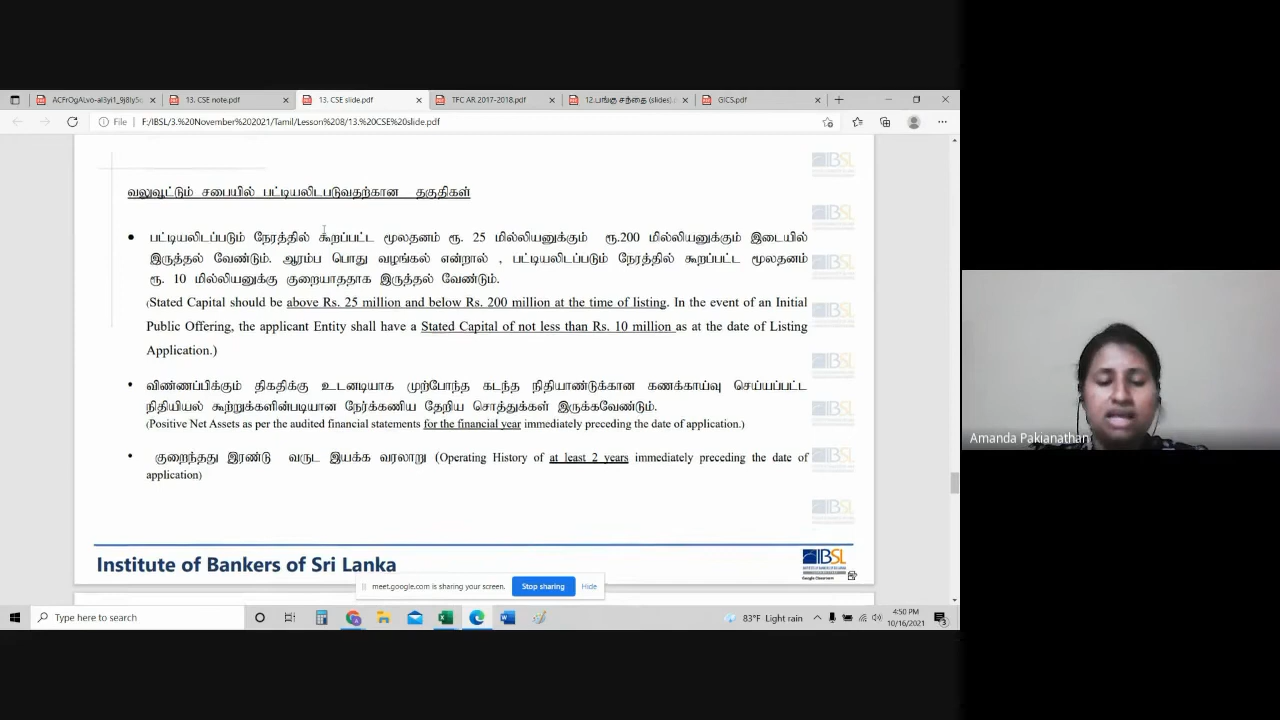 ACFrOgALvo-al3yi1_9j8Iy5c
13. CSE note.pdf
13. CSE slide.pdf
TFC AR 2017-2018.pdf
12.பங்கு சந்தை (slides).
GICS.pdf
File
F:/IBSL/3.%20November%202021/Tamil/Lesson%208/13.%20CSE%20slide.pdf
வலுவூட்டும் சபையில் பட்டியலிடபடுவதற்கான தகுதிகள்
• பட்டியலிடப்படும் நேரத்தில் கூறப்பட்ட மூலதனம் ரூ. 25 மில்லியனுக்கும் ரூ.200 மில்லியனுக்கும் இடையில்
இருத்தல் வேண்டும். ஆரம்ப பொது வழங்கல் என்றால் , பட்டியலிடப்படும் நேரத்தில் கூறப்பட்ட மூலதனம்
ரூ. 10 மில்லியனுக்கு குறையாததாக இருத்தல் வேண்டும்.
(Stated Capital should be above Rs. 25 million and below Rs. 200 million at the time of listing. In the event of an Initial
Public Offering, the applicant Entity shall have a Stated Capital of not less than Rs. 10 million as at the date of Listing
Application.)
• விண்ணப்பிக்கும் திகதிக்கு உடனடியாக முற்போந்த கடந்த நிதியாண்டுக்கான கணக்காய்வு செய்யப்பட்ட
நிதியியல் கூற்றுக்களின்படியான நேர்க்கணிய தேறிய சொத்துக்கள் இருக்கவேண்டும்.
(Positive Net Assets as per the audited financial statements for the financial year immediately preceding the date of application.)
• குறைந்தது இரண்டு வருட இயக்க வரலாறு (Operating History of at least 2 years immediately preceding the date of
application)
Institute of Bankers of Sri Lanka
IBSL
Google Classroom
meet.google.com is sharing your screen.
Stop sharing
Hide
Type here to search
83°F Light rain
4:50 PM
10/16/2021
3
Amanda Pakianathan